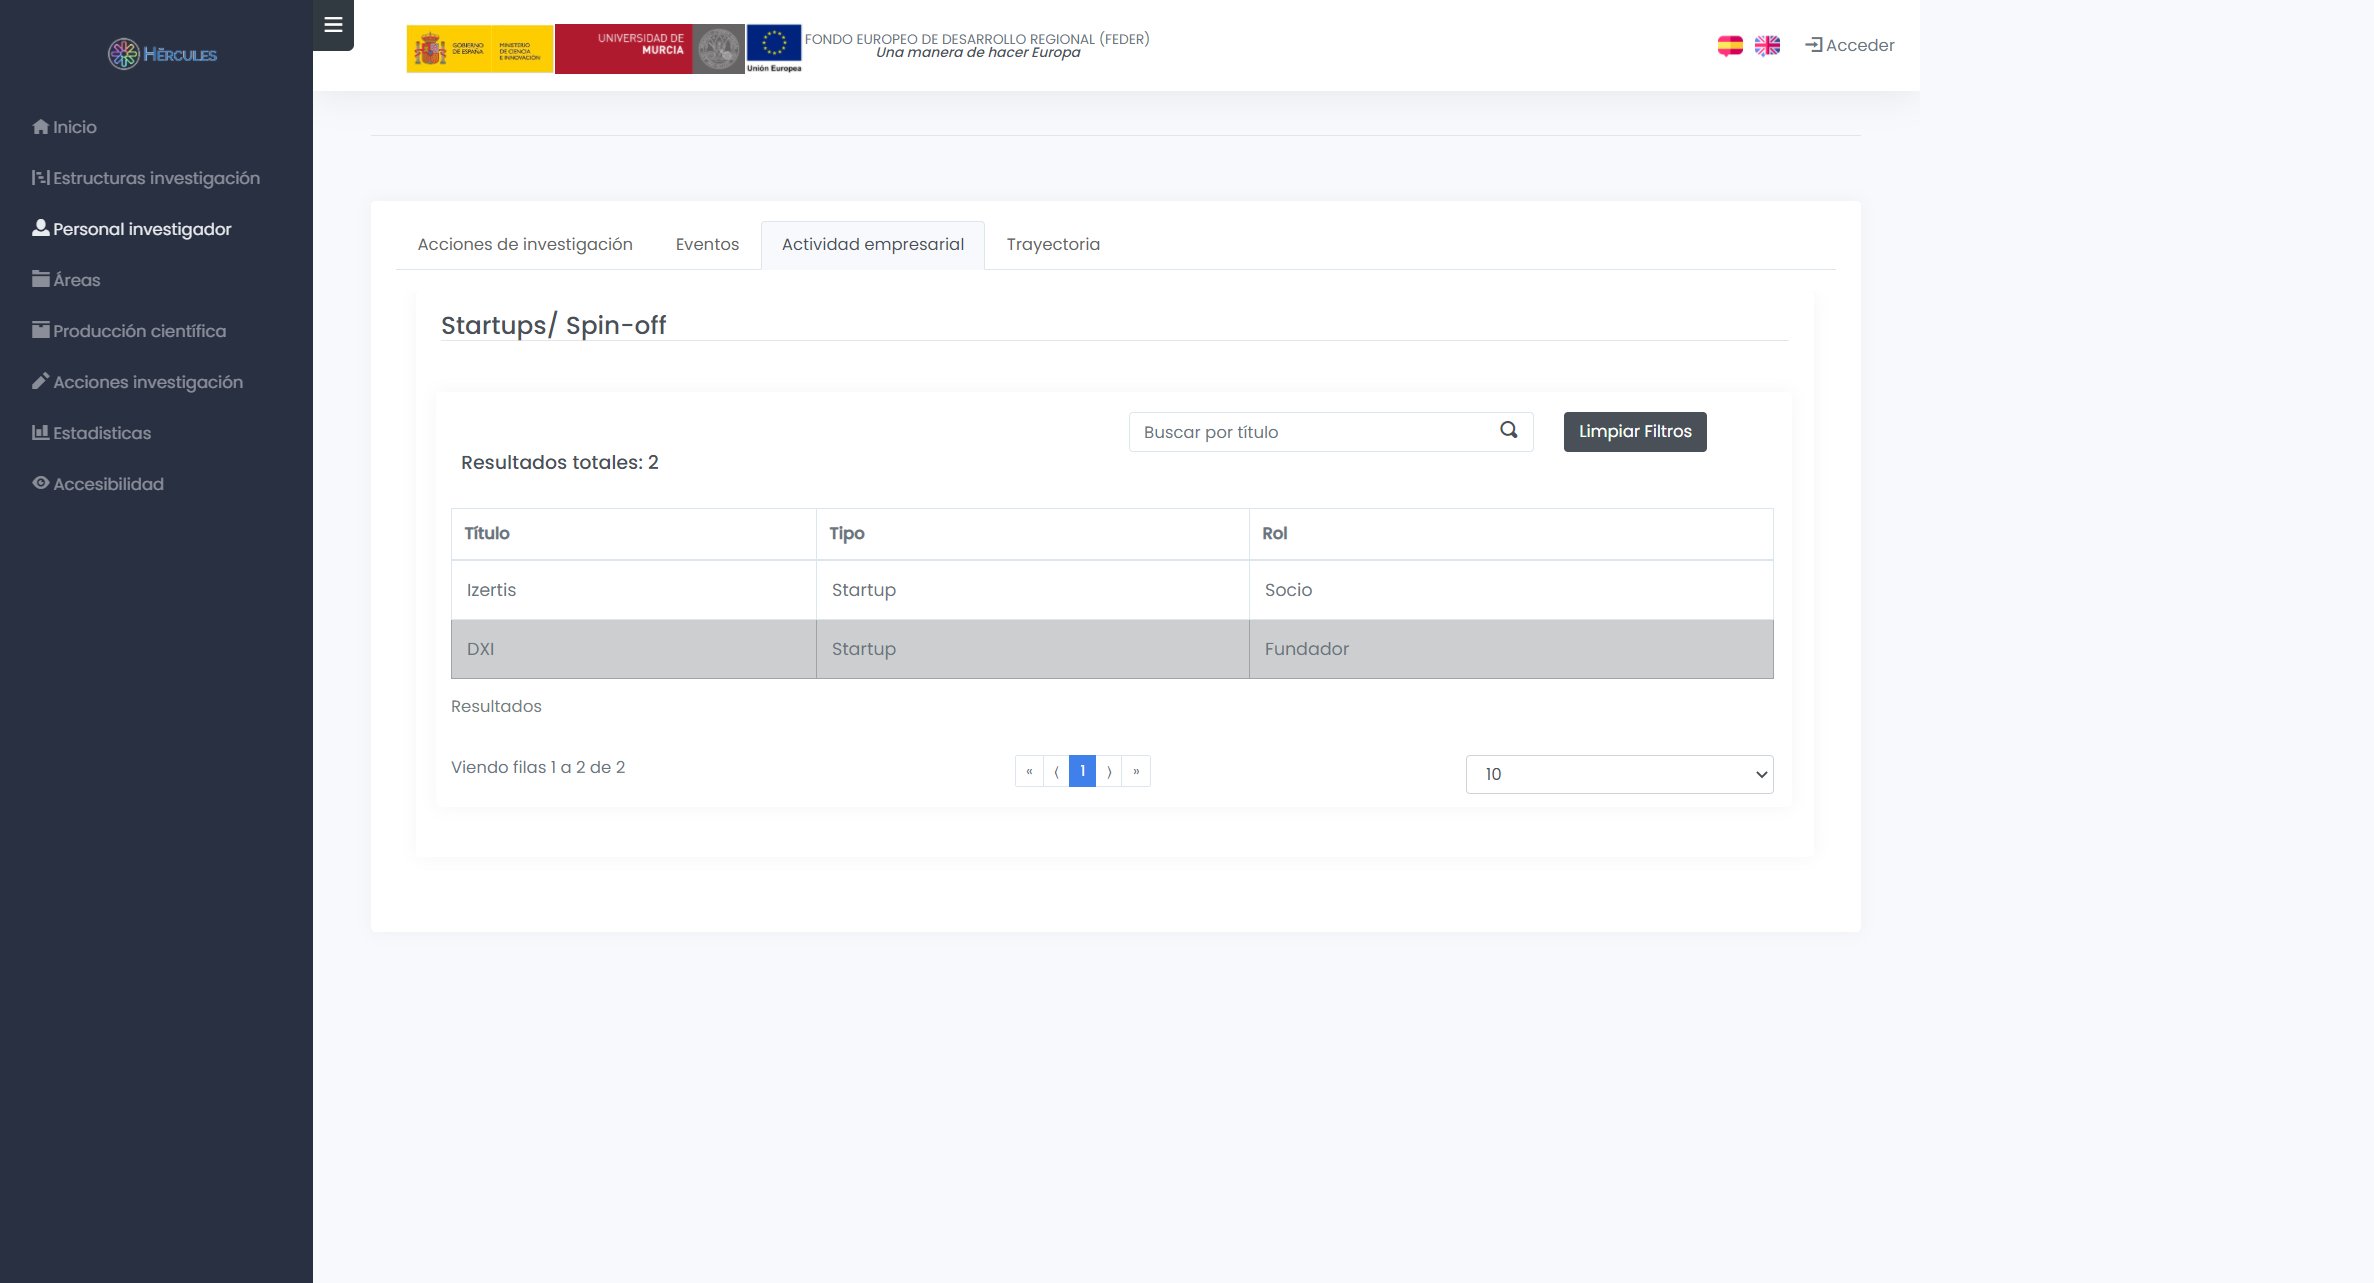 HĒRCULES
Inicio
Estructuras investigación
Personal investigador
Áreas
Producción científica
Acciones investigación
Estadisticas
Accesibilidad
GOBIERNO DE ESPAÑA
MINISTERIO DE CIENCIA E INNOVACIÓN
UNIVERSIDAD DE MURCIA
Unión Europea
FONDO EUROPEO DE DESARROLLO REGIONAL (FEDER)
Una manera de hacer Europa
Acceder
Acciones de investigación
Eventos
Actividad empresarial
Trayectoria
Startups/ Spin-off
Buscar por título
Limpiar Filtros
Resultados totales: 2
Título Tipo Rol
Izertis Startup Socio
DXI Startup Fundador
Resultados
Viendo filas 1 a 2 de 2
« ⟨ 1 ⟩ »
10